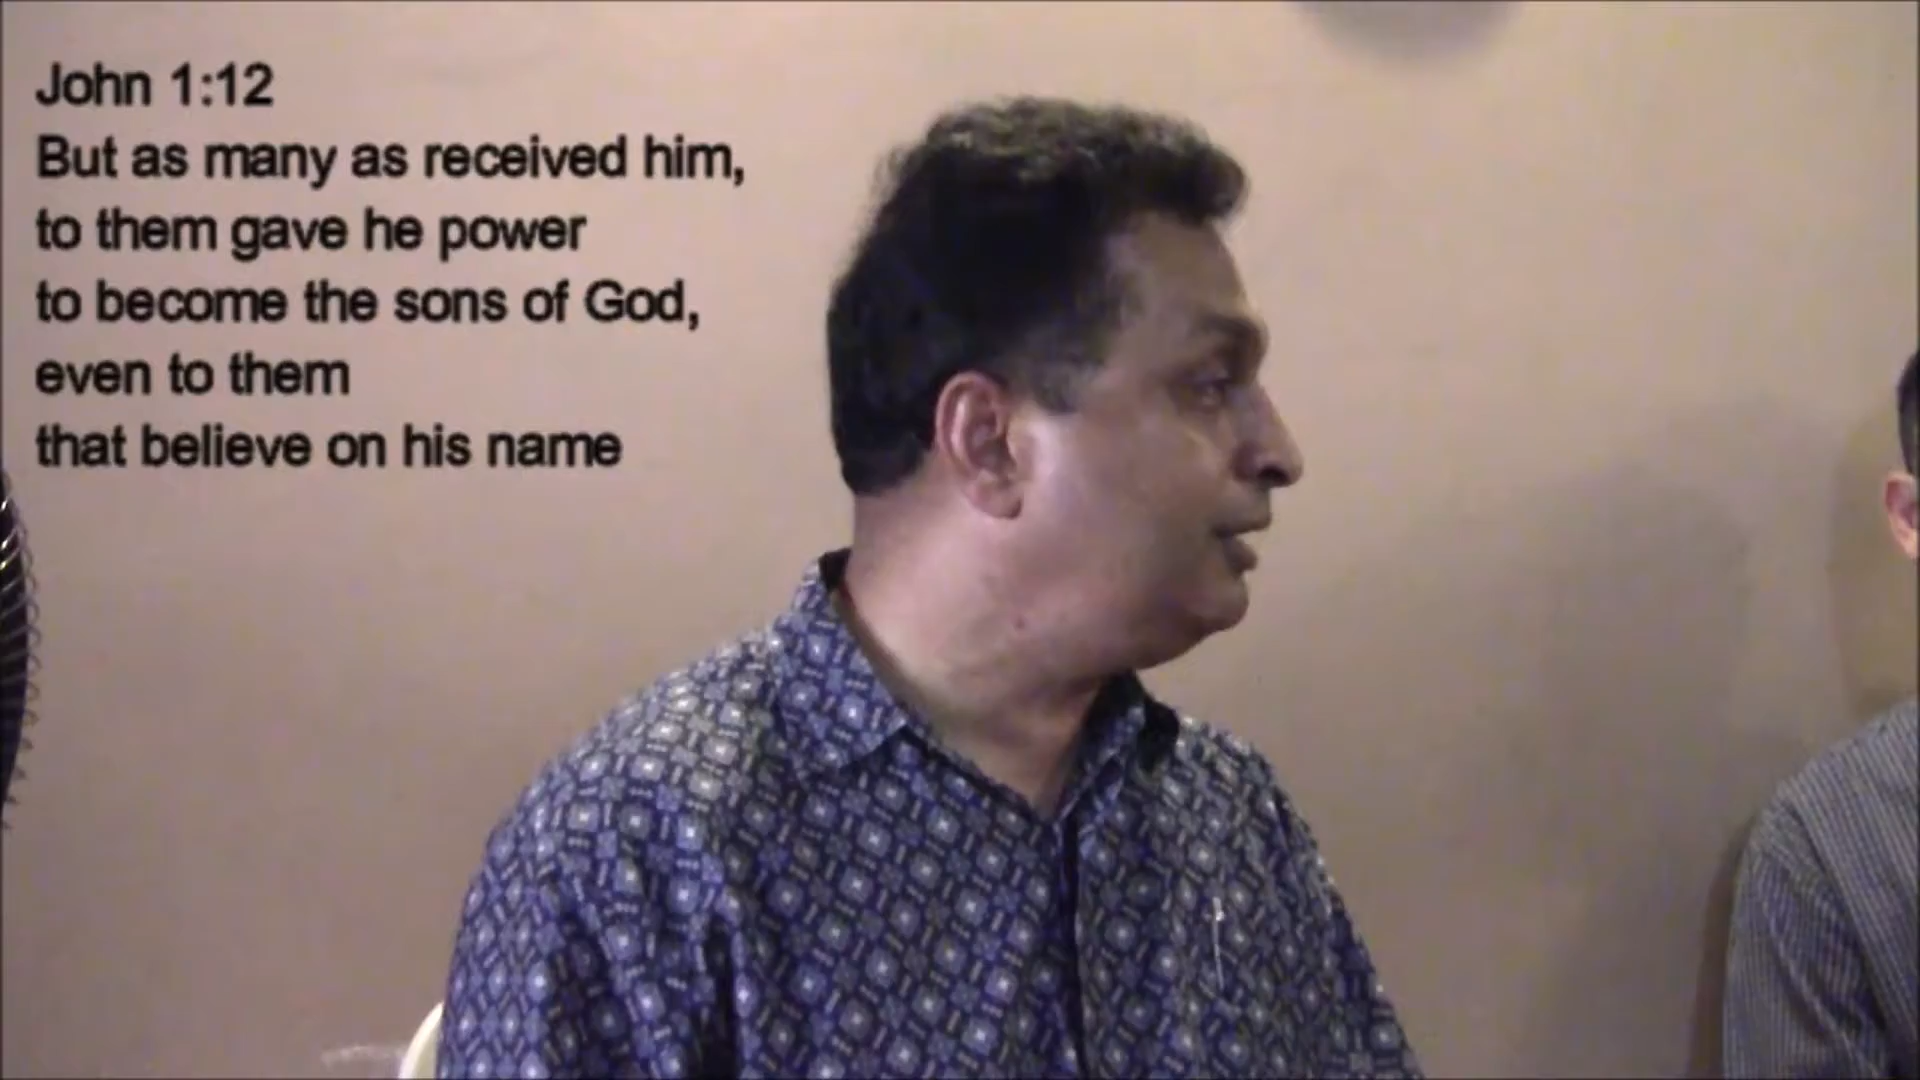 John 1:12
But as many as received him,
to them gave he power
to become the sons of God,
even to them
that believe on his name